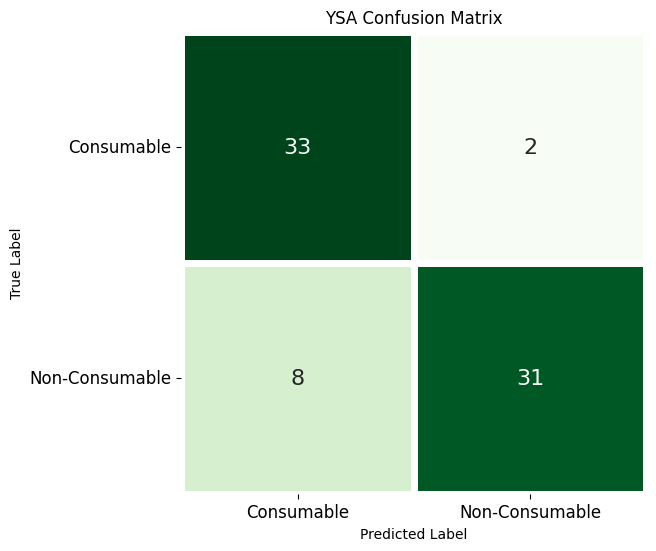 YSA Confusion Matrix
True Label
Consumable
33
2
Non-Consumable
8
31
Consumable
Non-Consumable
Predicted Label